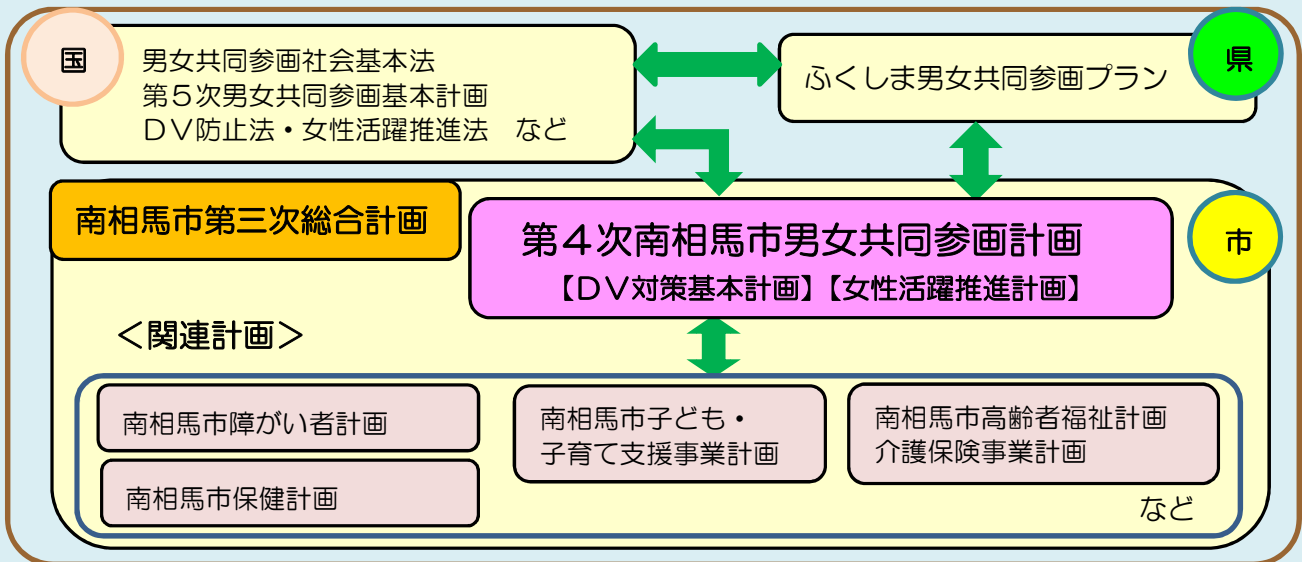 国
男女共同参画社会基本法
第５次男女共同参画基本計画
ＤＶ防止法・女性活躍推進法　など
ふくしま男女共同参画プラン
県
南相馬市第三次総合計画
第４次南相馬市男女共同参画計画
【ＤＶ対策基本計画】【女性活躍推進計画】
市
＜関連計画＞
南相馬市障がい者計画
南相馬市保健計画
南相馬市子ども・
子育て支援事業計画
南相馬市高齢者福祉計画
介護保険事業計画
など